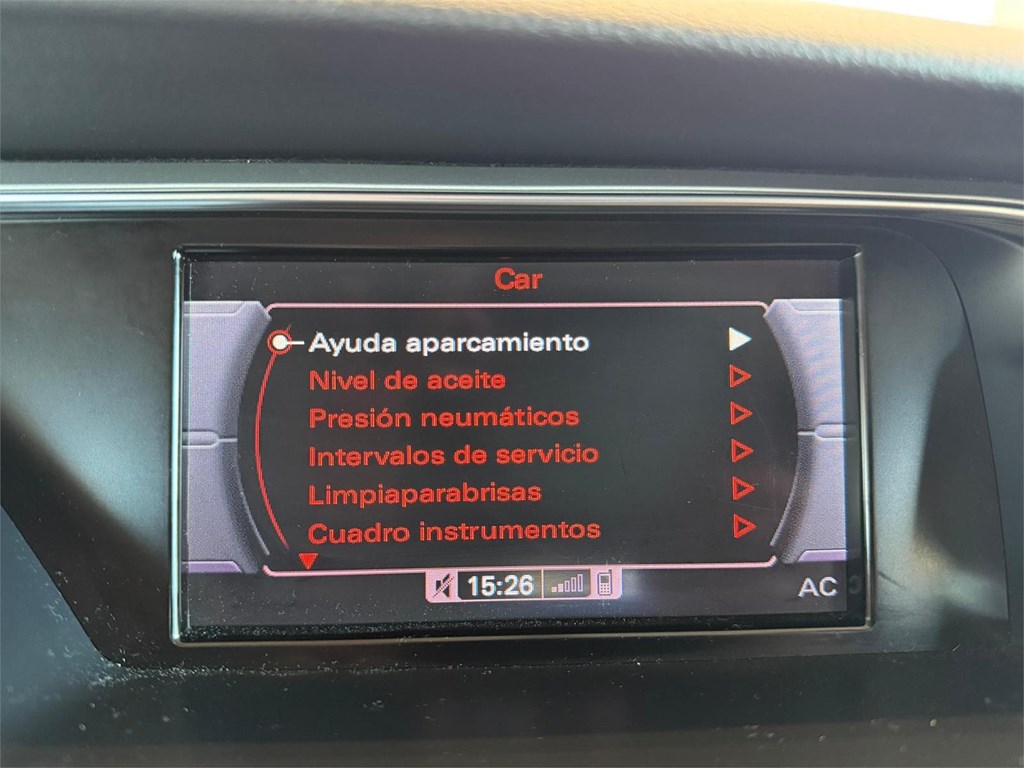 Car
Ayuda aparcamiento
Nivel de aceite
Presión neumáticos
Intervalos de servicio
Limpiaparabrisas
Cuadro instrumentos
15:26
AC